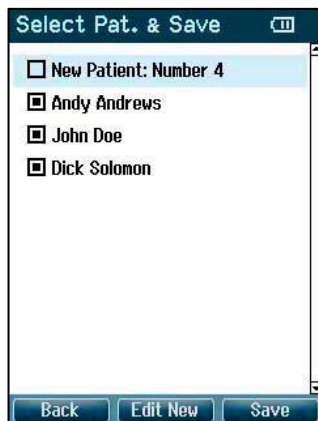 Select Pat. & Save
New Patient: Number 4
Andy Andrews
John Doe
Dick Solomon
Back Edit New Save